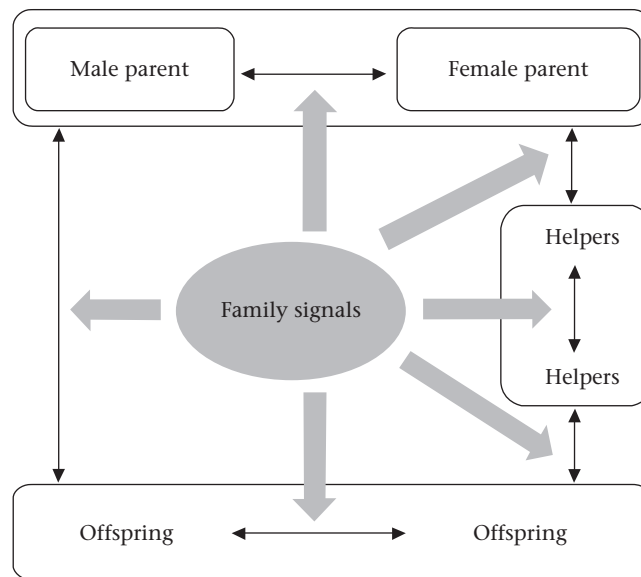 Male parent
Female parent
Helpers
Family signals
Helpers
Offspring
Offspring